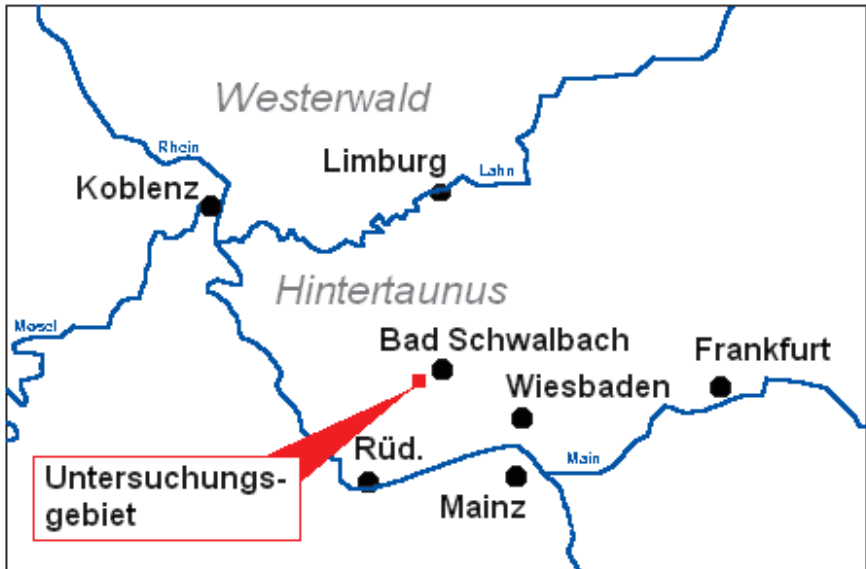 Westerwald
Rhein
Limburg
Lahn
Koblenz
Hintertaunus
Mosel
Bad Schwalbach
Frankfurt
Wiesbaden
Rüd.
Main
Untersuchungs-
gebiet
Mainz